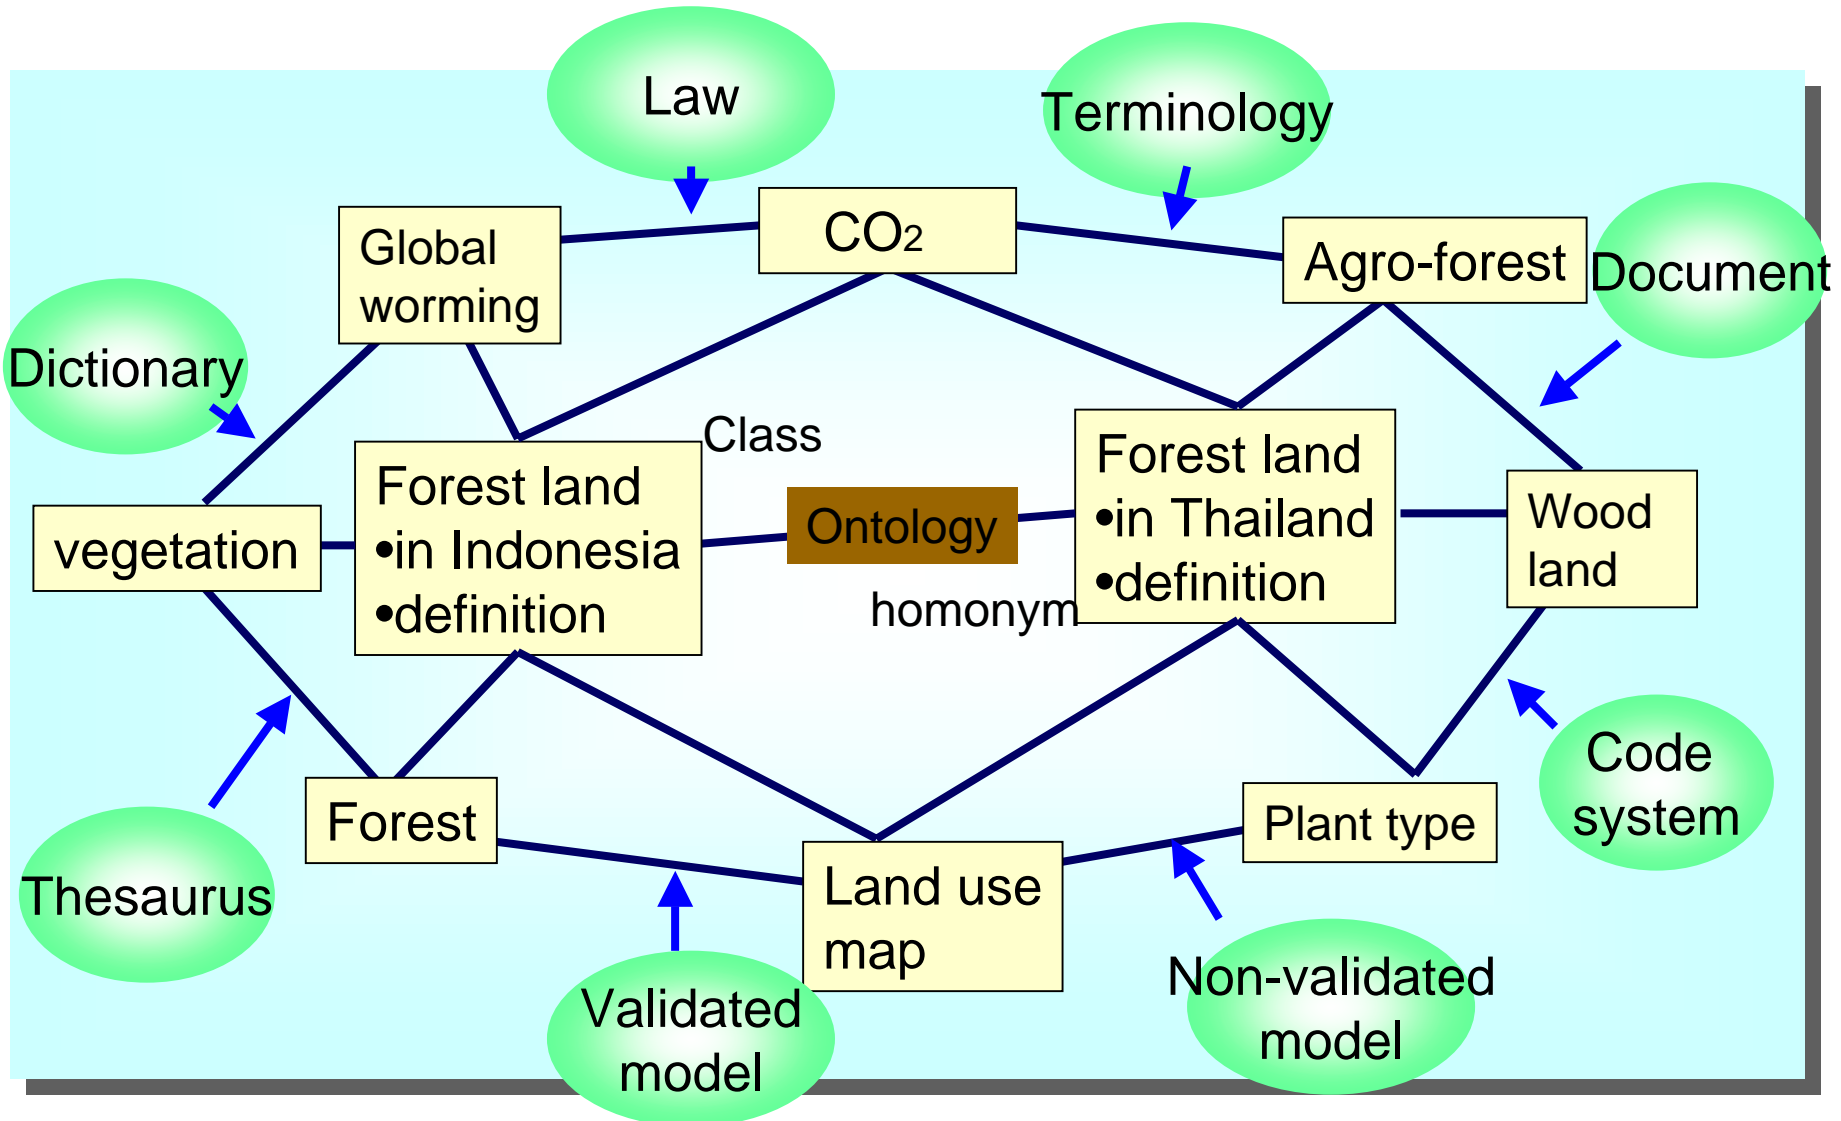 Law
Terminology
CO2
Global
worming
Agro-forest
Document
Dictionary
Class
Forest land
•in Indonesia
•definition
Forest land
•in Thailand
•definition
Ontology
Wood
land
vegetation
homonym
Forest
Land use
map
Plant type
Code
system
Thesaurus
Validated
model
Non-validated
model